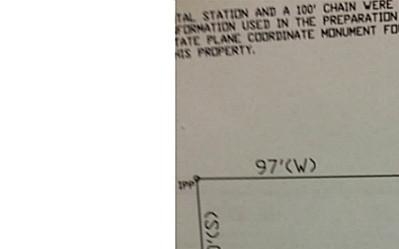 TAL STATION AND A 100' CHAIN WERE
FORMATION USED IN THE PREPARATION
TATE PLANE COORDINATE MONUMENT FO
HIS PROPERTY.
97'(W)
IPP
'(S)